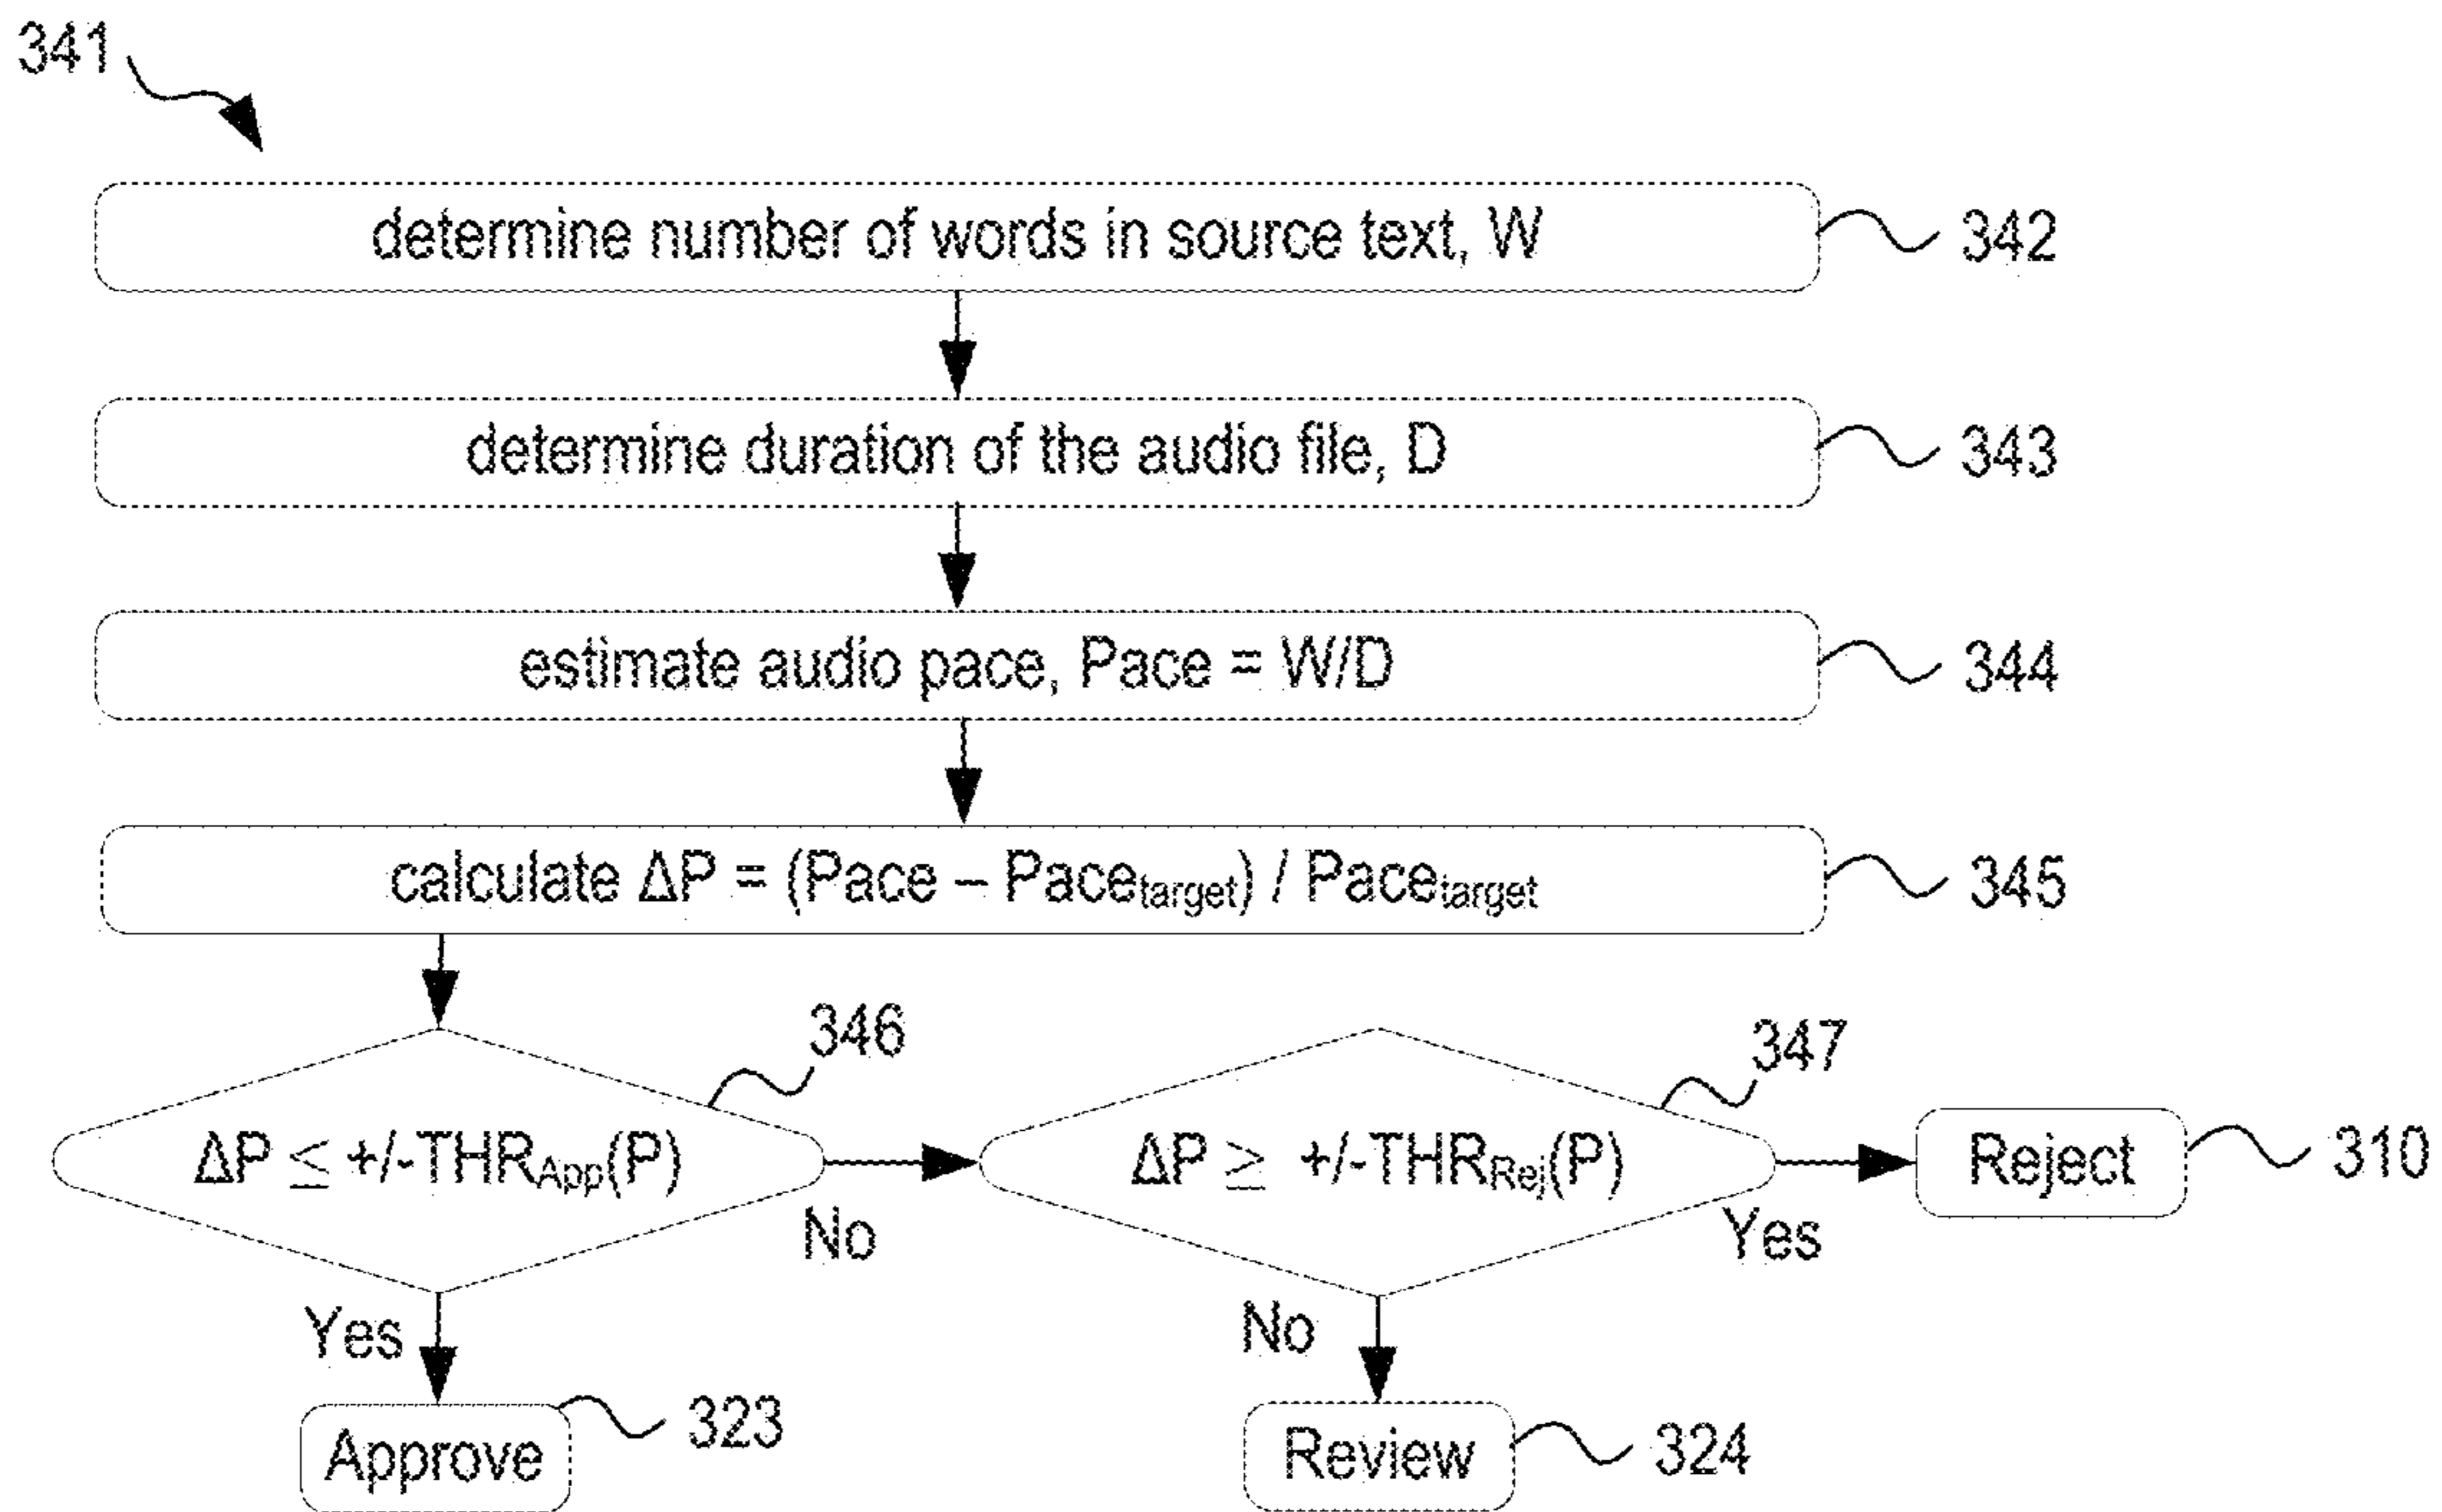 341
determine number of words in source text, W
342
determine duration of the audio file, D
343
estimate audio pace, Pace = W/D
344
calculate ΔP = (Pace – Pacetarget) / Pacetarget
345
346
347
ΔP ≤ +/-THRApp(P)
No
ΔP ≥ +/-THRRej(P)
Yes
Reject
310
Yes
No
Approve
323
Review
324